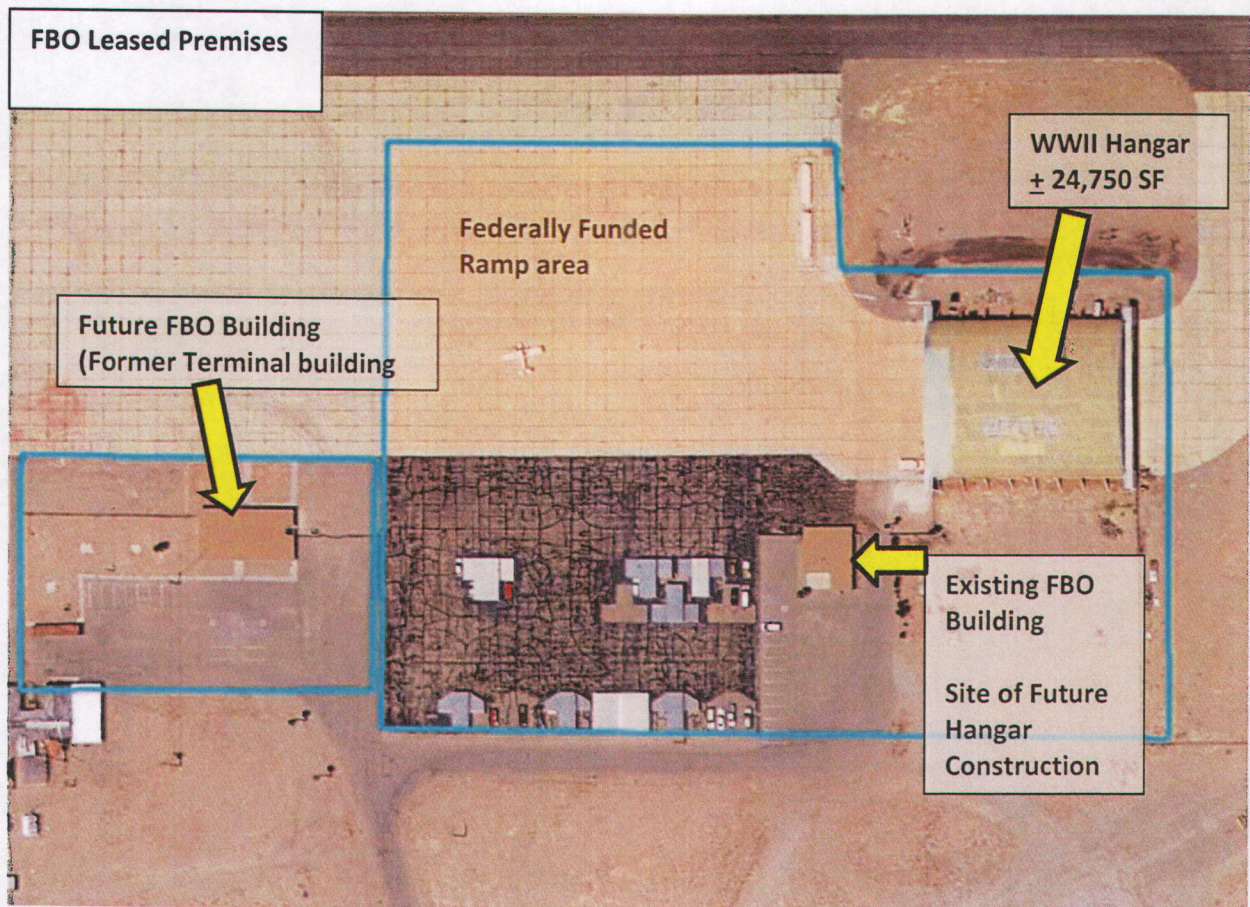 FBO Leased Premises
WWII Hangar
± 24,750 SF
Federally Funded
Ramp area
Future FBO Building
(Former Terminal building
Existing FBO
Building
Site of Future
Hangar
Construction